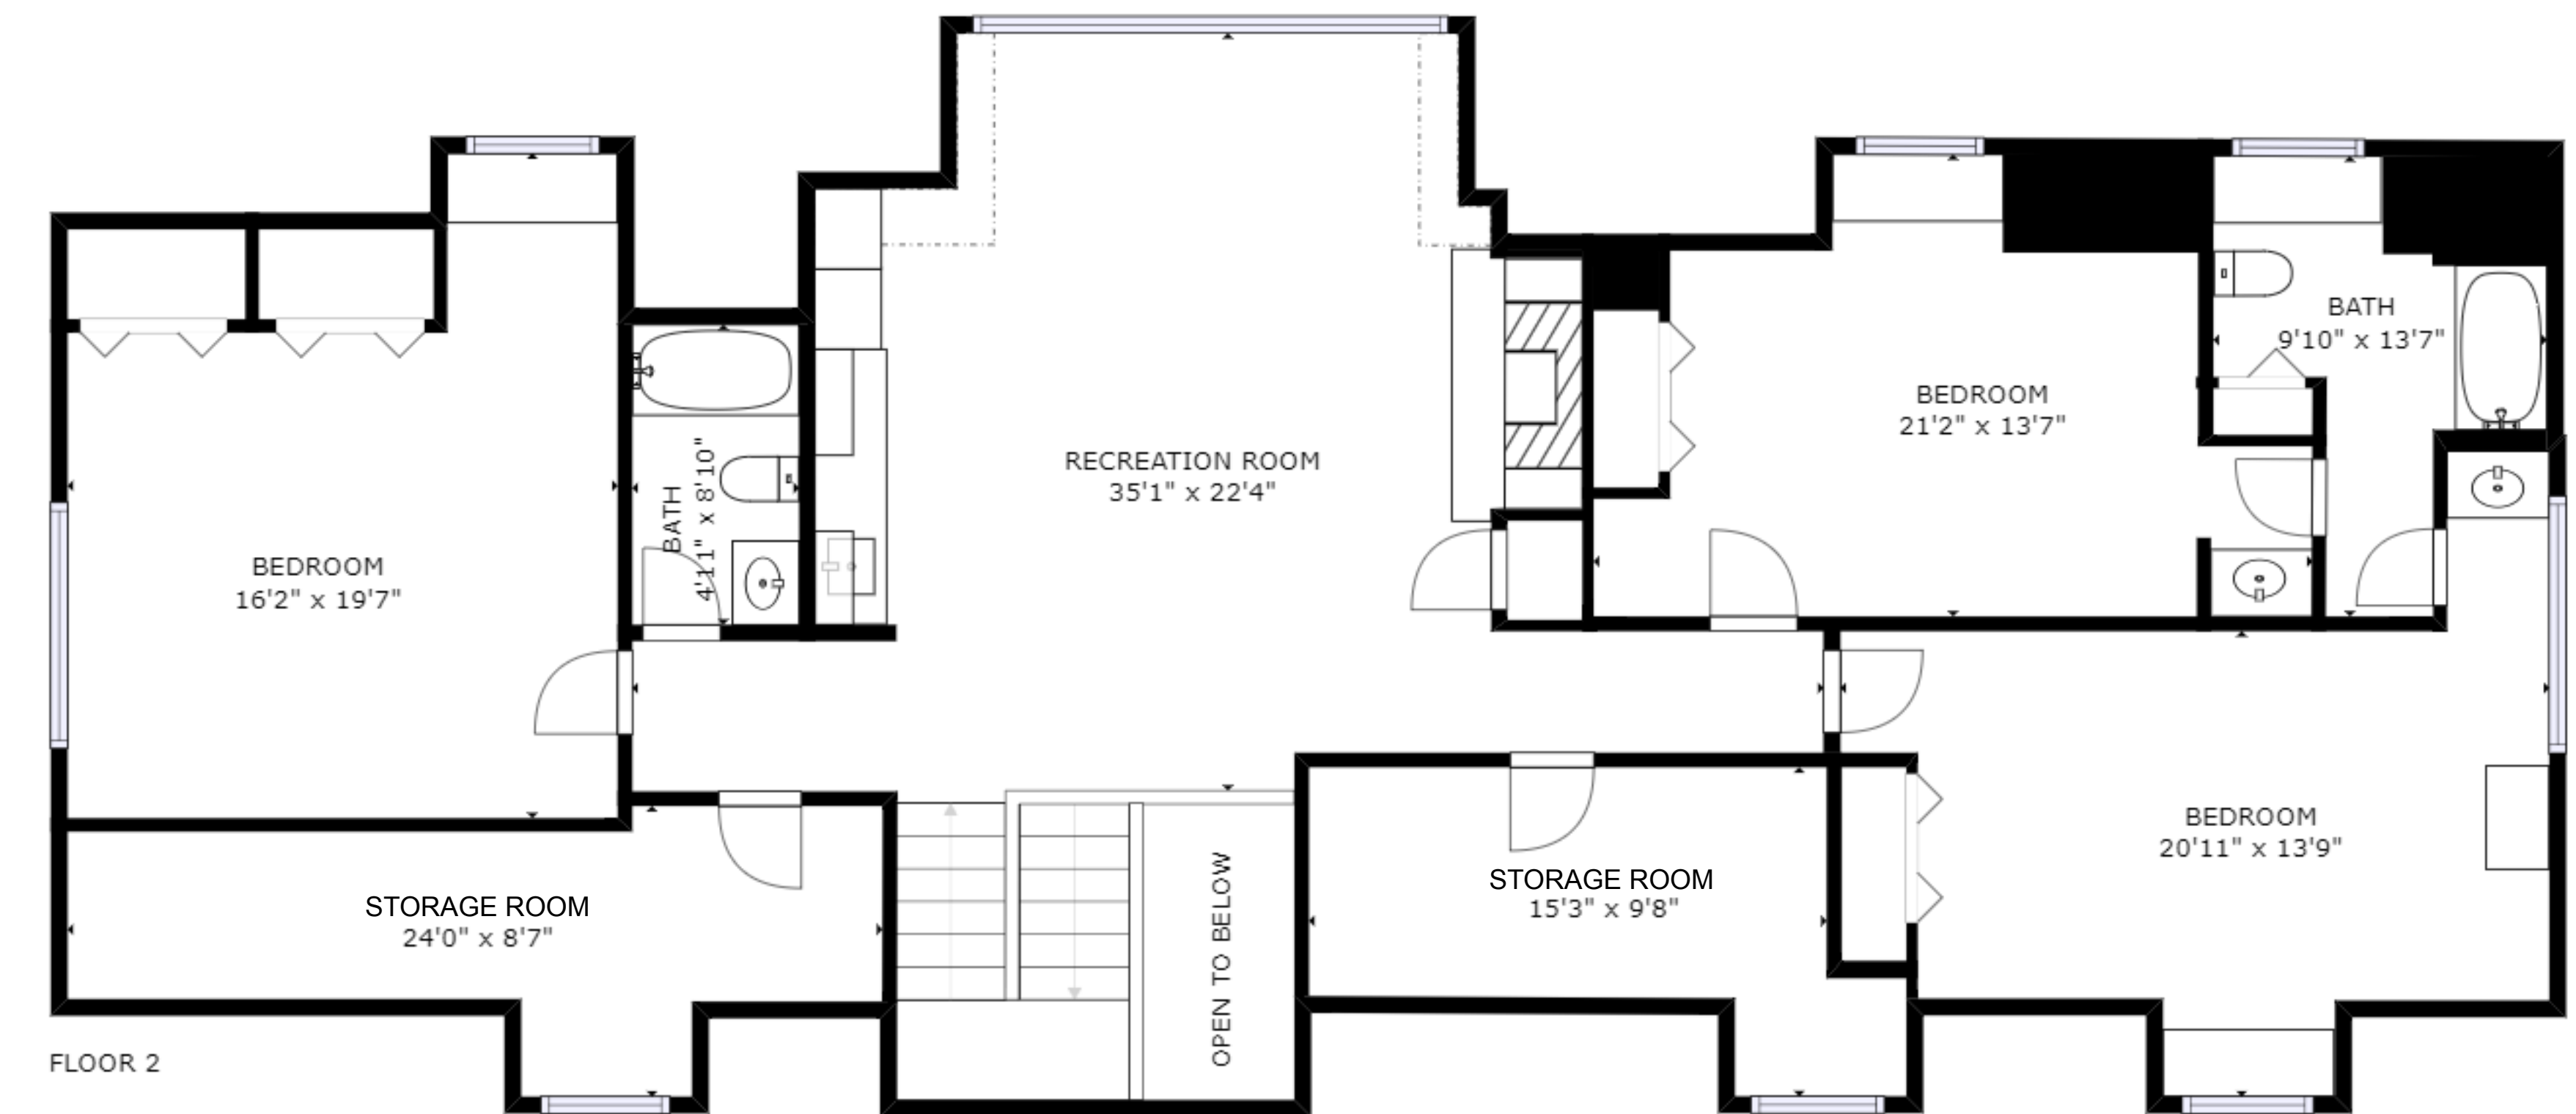 BATH
9'10" x 13'7"
BEDROOM
21'2" x 13'7"
RECREATION ROOM
35'1" x 22'4"
BATH
4'11" x 8'10"
BEDROOM
16'2" x 19'7"
BEDROOM
20'11" x 13'9"
STORAGE ROOM
15'3" x 9'8"
STORAGE ROOM
24'0" x 8'7"
OPEN TO BELOW
FLOOR 2